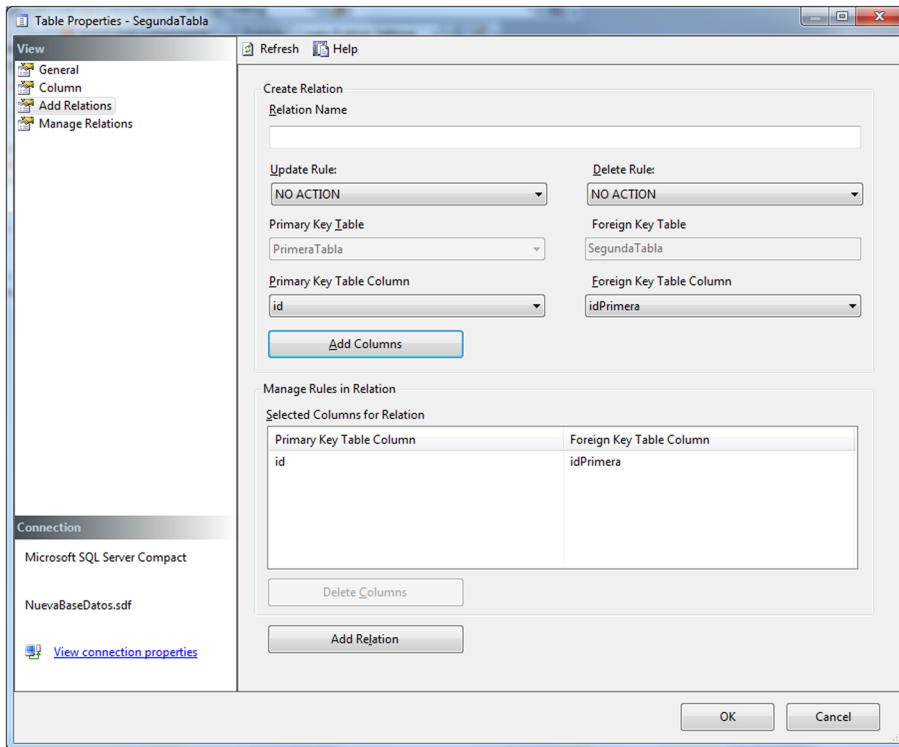 Table Properties - SegundaTabla
View
General
Column
Add Relations
Manage Relations
Refresh Help
Create Relation
Relation Name
Update Rule: Delete Rule:
NO ACTION NO ACTION
Primary Key Table Foreign Key Table
PrimeraTabla SegundaTabla
Primary Key Table Column Foreign Key Table Column
id idPrimera
Add Columns
Manage Rules in Relation
Selected Columns for Relation
Primary Key Table Column Foreign Key Table Column
id idPrimera
Delete Columns
Add Relation
Connection
Microsoft SQL Server Compact
NuevaBaseDatos.sdf
View connection properties
OK Cancel